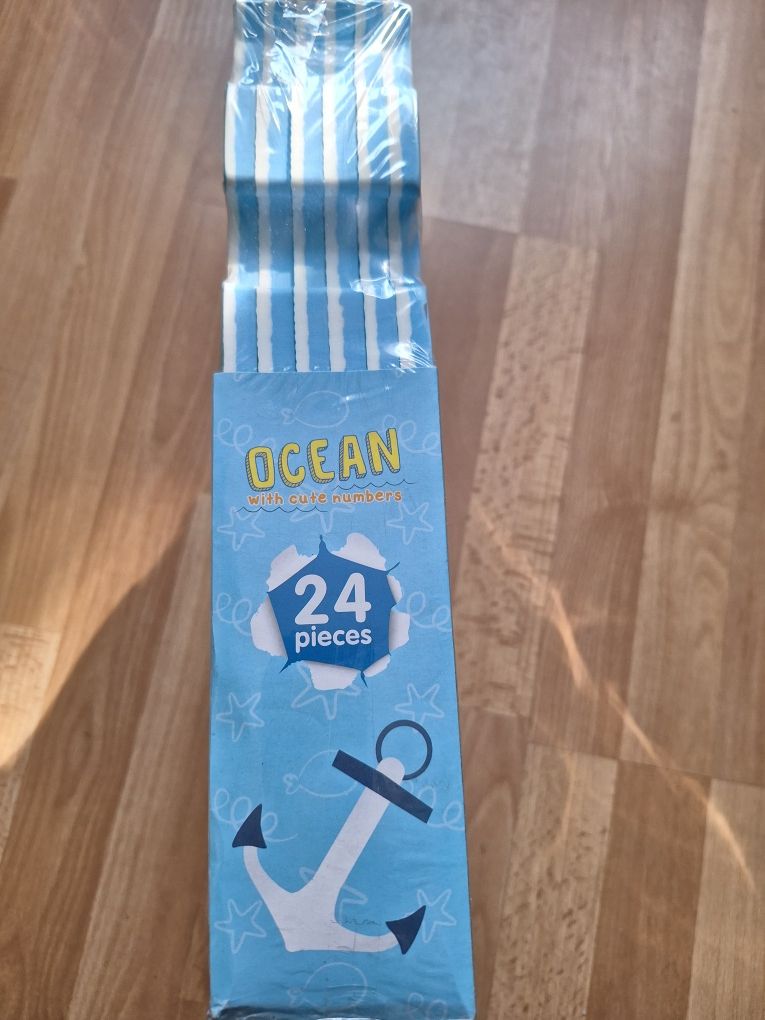 OCEAN
with cute numbers
24
pieces